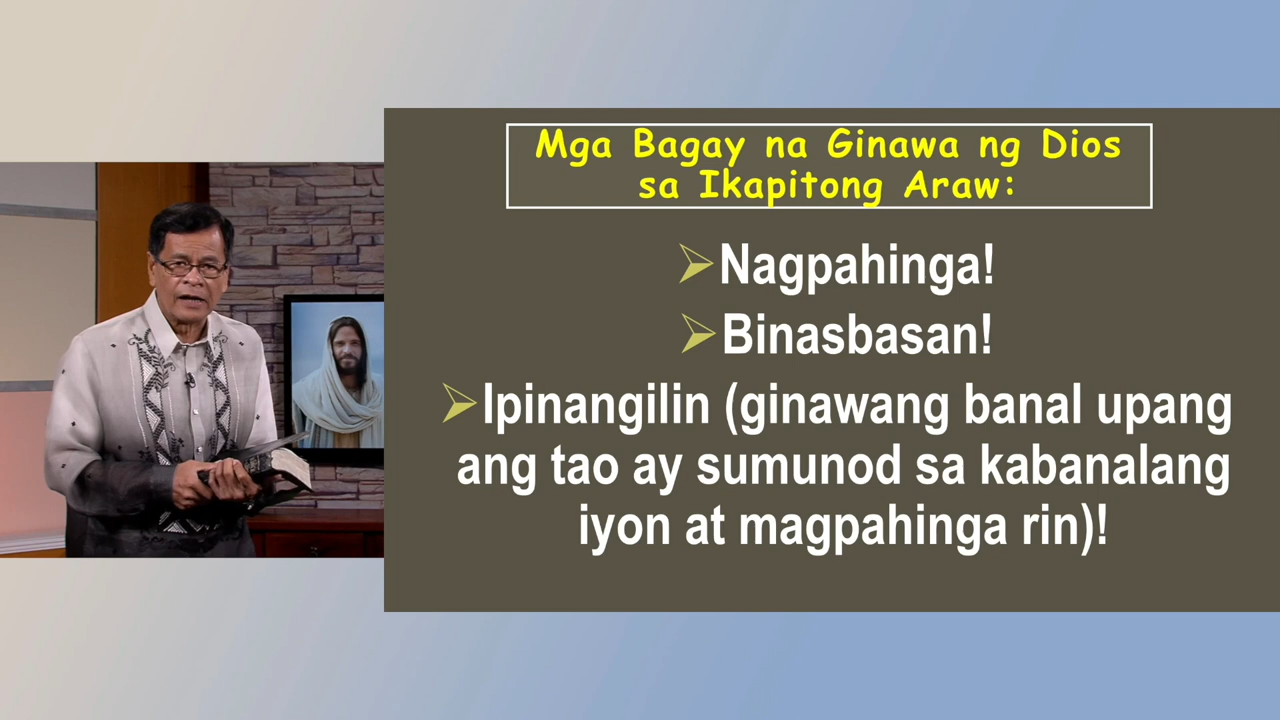 Mga Bagay na Ginawa ng Dios
sa Ikapitong Araw:
➢Nagpahinga!
➢Binasbasan!
➢Ipinangilin (ginawang banal upang
ang tao ay sumunod sa kabanalang
iyon at magpahinga rin)!